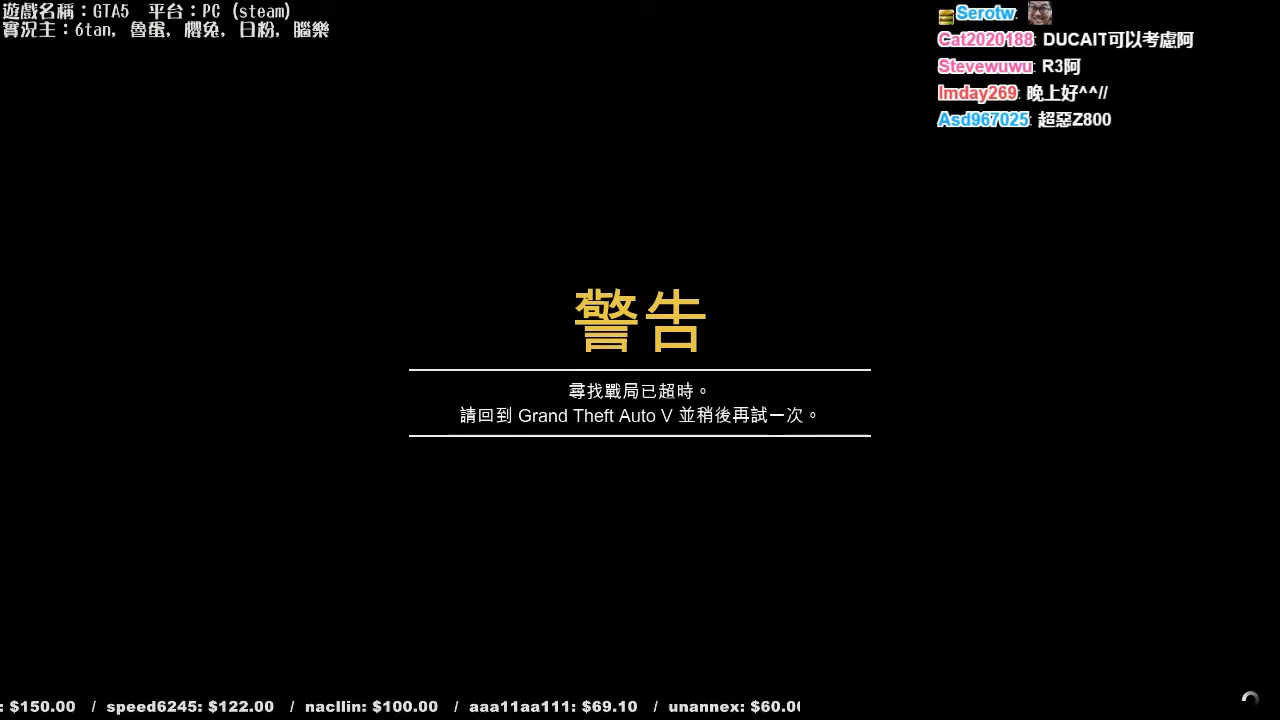 遊戲名稱：GTA5 平台：PC (steam)
實況主：6tan, 魯蛋, 櫻兔, 日粉, 龍樂
Serotw:
Cat2020188: DUCAIT可以考慮阿
Stevewuwu: R3阿
Imday269: 晚上好^^//
Asd967025: 超惡Z800
警告
尋找戰局已超時。
請回到 Grand Theft Auto V 並稍後再試一次。
: $150.00 / speed6245: $122.00 / nacllin: $100.00 / aaa11aa111: $69.10 / unannex: $60.00